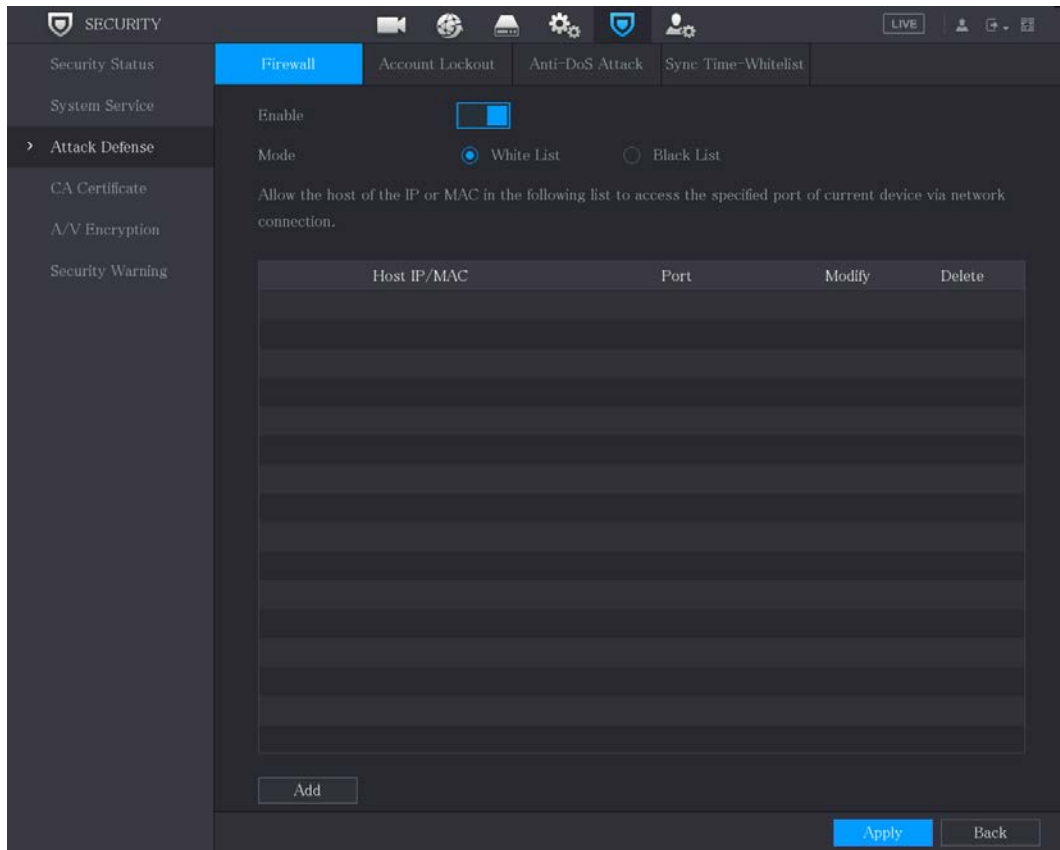 SECURITY
LIVE
Security Status
System Service
Attack Defense
CA Certificate
A/V Encryption
Security Warning
Firewall Account Lockout Anti-DoS Attack Sync Time-Whitelist
Enable
Mode White List Black List
Allow the host of the IP or MAC in the following list to access the specified port of current device via network
connection.
Host IP/MAC Port Modify Delete
Add
Apply Back